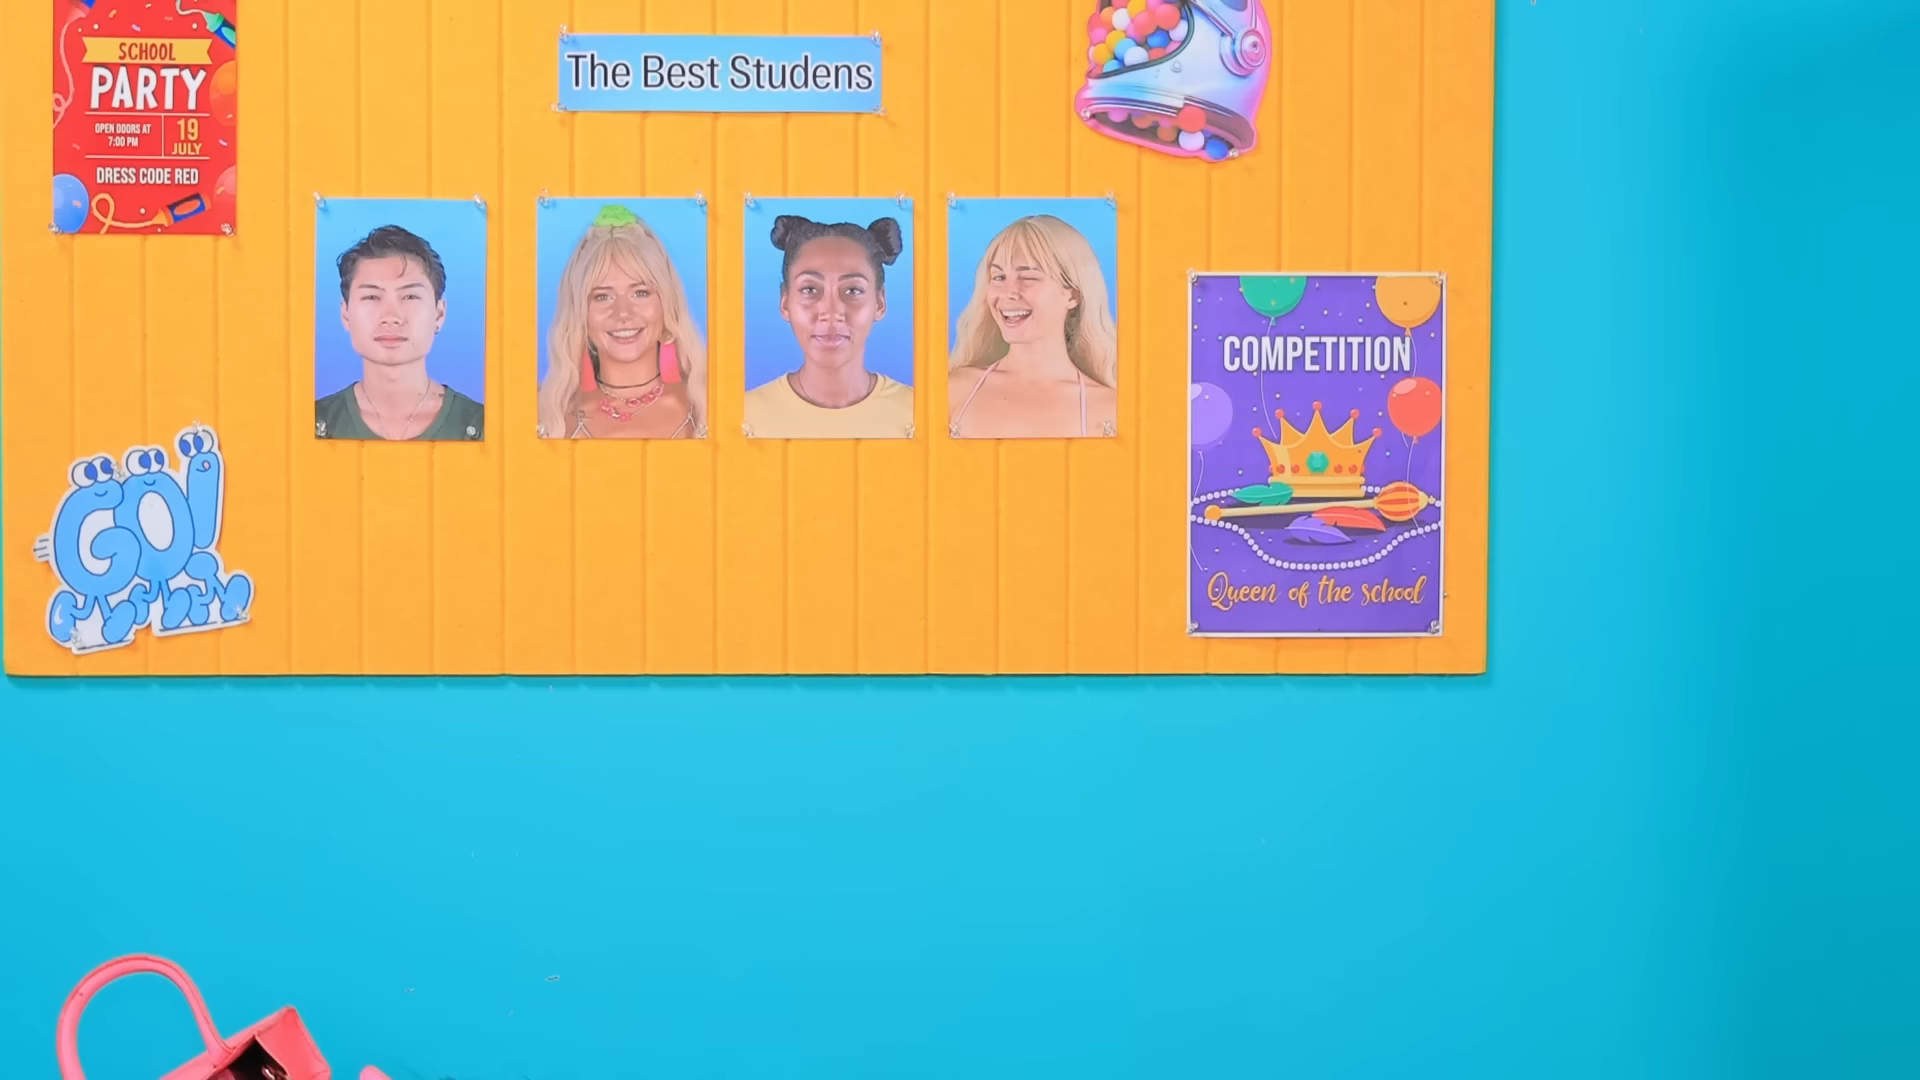 SCHOOL
PARTY
OPEN DOORS AT
7:00 PM
19
JULY
DRESS CODE RED
The Best Studens
GO!
COMPETITION
Queen of the school